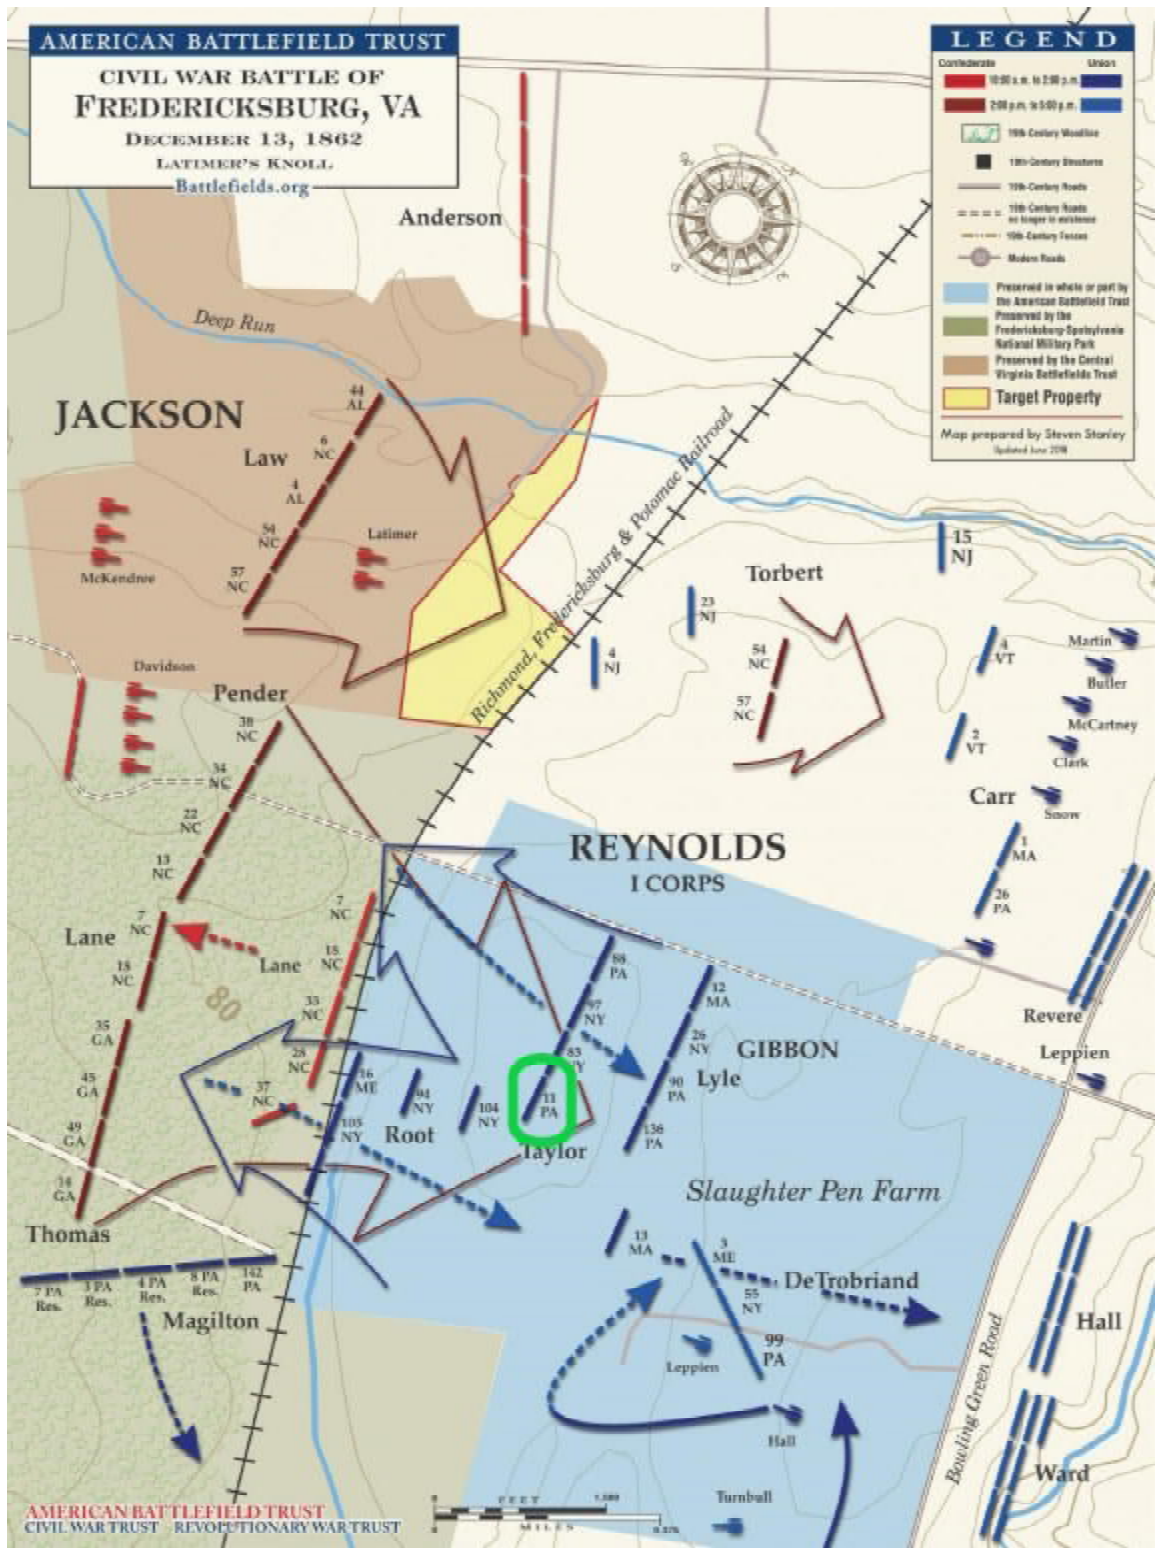 AMERICAN BATTLEFIELD TRUST
CIVIL WAR BATTLE OF
FREDERICKSBURG, VA
DECEMBER 13, 1862
LATIMER'S KNOLL
Battlefields.org
LEGEND
Confederate
Union
10:00 a.m. to 2:00 p.m.
2:00 p.m. to 5:00 p.m.
19th-Century Woodline
19th-Century Structures
19th-Century Roads
19th-Century Roads
no longer in existence
19th-Century Fences
Modern Roads
Preserved in whole or part by
the American Battlefield Trust
Preserved by the
Fredericksburg-Spotsylvania
National Military Park
Preserved by the Central
Virginia Battlefields Trust
Target Property
Map prepared by Steven Stanley
Updated June 2018
Anderson
Deep Run
JACKSON
Law
44
AL
6
NC
4
AL
54
NC
57
NC
McKendree
Latimer
Richmond, Fredericksburg & Potomac Railroad
Torbert
15
NJ
23
NJ
4
NJ
54
NC
57
NC
4
VT
2
VT
Martin
Butler
McCartney
Clark
Snow
Carr
1
MA
26
PA
Davidson
Pender
38
NC
34
NC
22
NC
13
NC
REYNOLDS
I CORPS
Lane
7
NC
18
NC
Lane
7
NC
18
NC
33
NC
28
NC
37
NC
80
35
GA
45
GA
49
GA
14
GA
Thomas
88
PA
97
NY
83
NY
11
PA
Taylor
12
MA
26
NY
90
PA
136
PA
GIBBON
Lyle
Revere
Leppien
16
ME
94
NY
104
NY
105
NY
Root
Slaughter Pen Farm
13
MA
3
ME
55
NY
99
PA
DeTrobriand
7 PA
Res.
3 PA
Res.
4 PA
Res.
8 PA
Res.
142
PA
Magilton
Leppien
Hall
Turnbull
Bowling Green Road
Hall
Ward
AMERICAN BATTLEFIELD TRUST
CIVIL WAR TRUST REVOLUTIONARY WAR TRUST
0 FEET
MILES